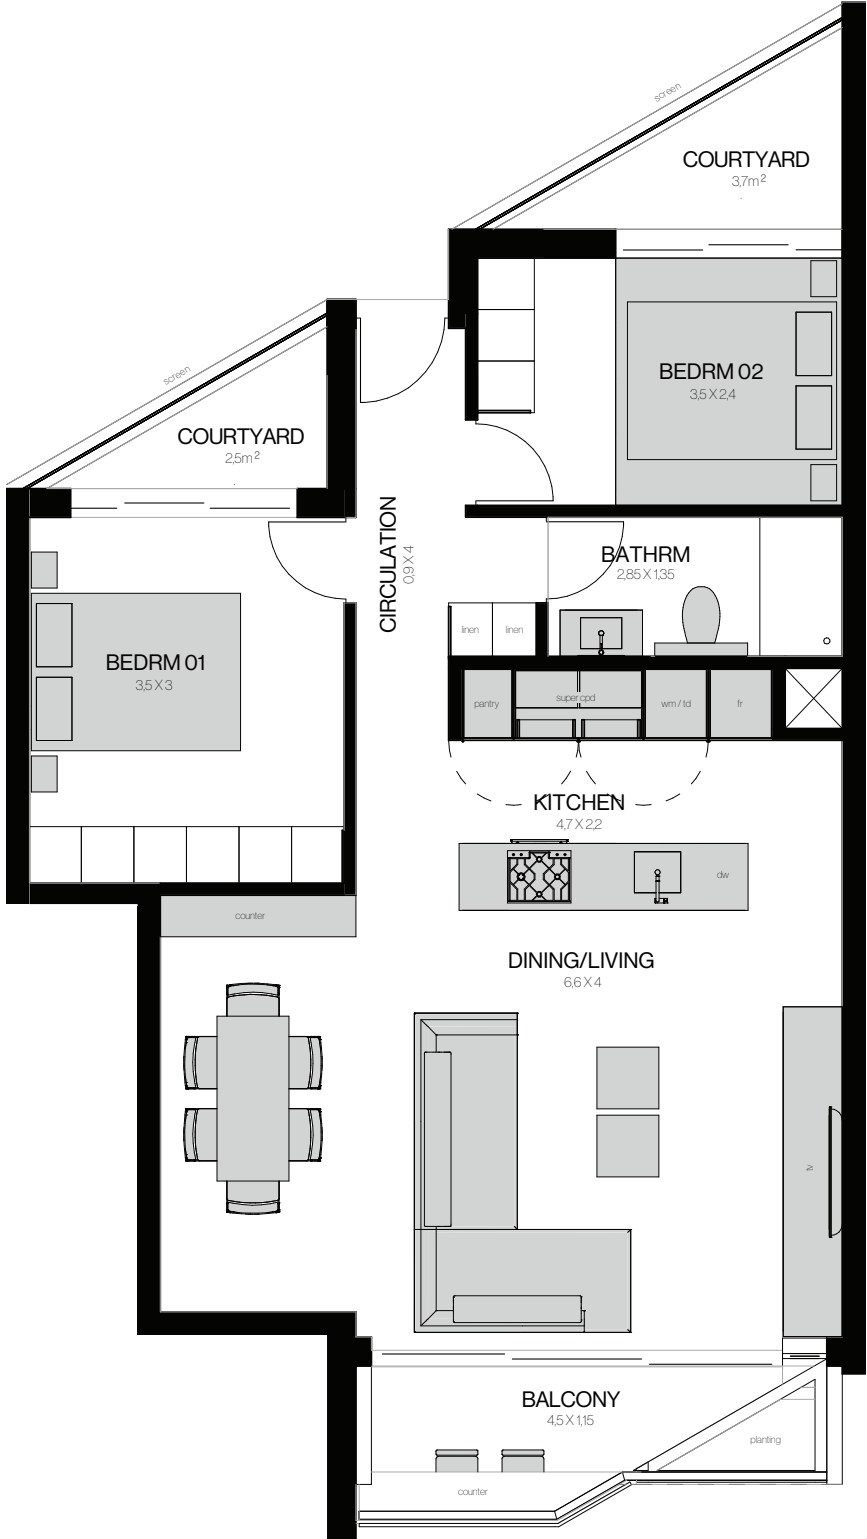 screen
COURTYARD
3,7m²
screen
BEDRM 02
3,5 X 2,4
COURTYARD
2,5m²
CIRCULATION
0,9 X 4
BATHRM
2,85 X 1,35
linen
linen
BEDRM 01
3,5 X 3
pantry
super cpd
wm / td
fr
KITCHEN
4,7 X 2,2
dw
counter
DINING/LIVING
6,6 X 4
tv
BALCONY
4,5 X 1,15
planting
counter